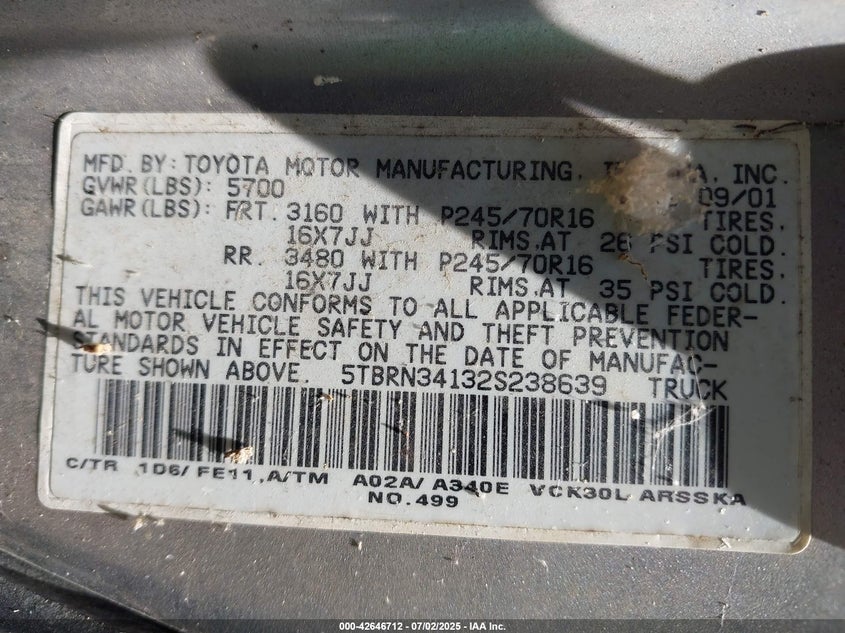 MFD. BY: TOYOTA MOTOR MANUFACTURING, INC.
GVWR(LBS): 5700 09/01
GAWR(LBS): FRT. 3160 WITH P245/70R16 TIRES,
16X7JJ RIMS,AT 26 PSI COLD.
RR. 3480 WITH P245/70R16 TIRES,
16X7JJ RIMS,AT 35 PSI COLD.
THIS VEHICLE CONFORMS TO ALL APPLICABLE FEDER-
AL MOTOR VEHICLE SAFETY AND THEFT PREVENTION
STANDARDS IN EFFECT ON THE DATE OF MANUFAC-
TURE SHOWN ABOVE. 5TBRN34132S238639 TRUCK
C/TR 1D6/FE11,A/TM A02A/A340E VCK30L ARSSKA
NO.499
000-42646712 - 07/02/2025 - IAA Inc.